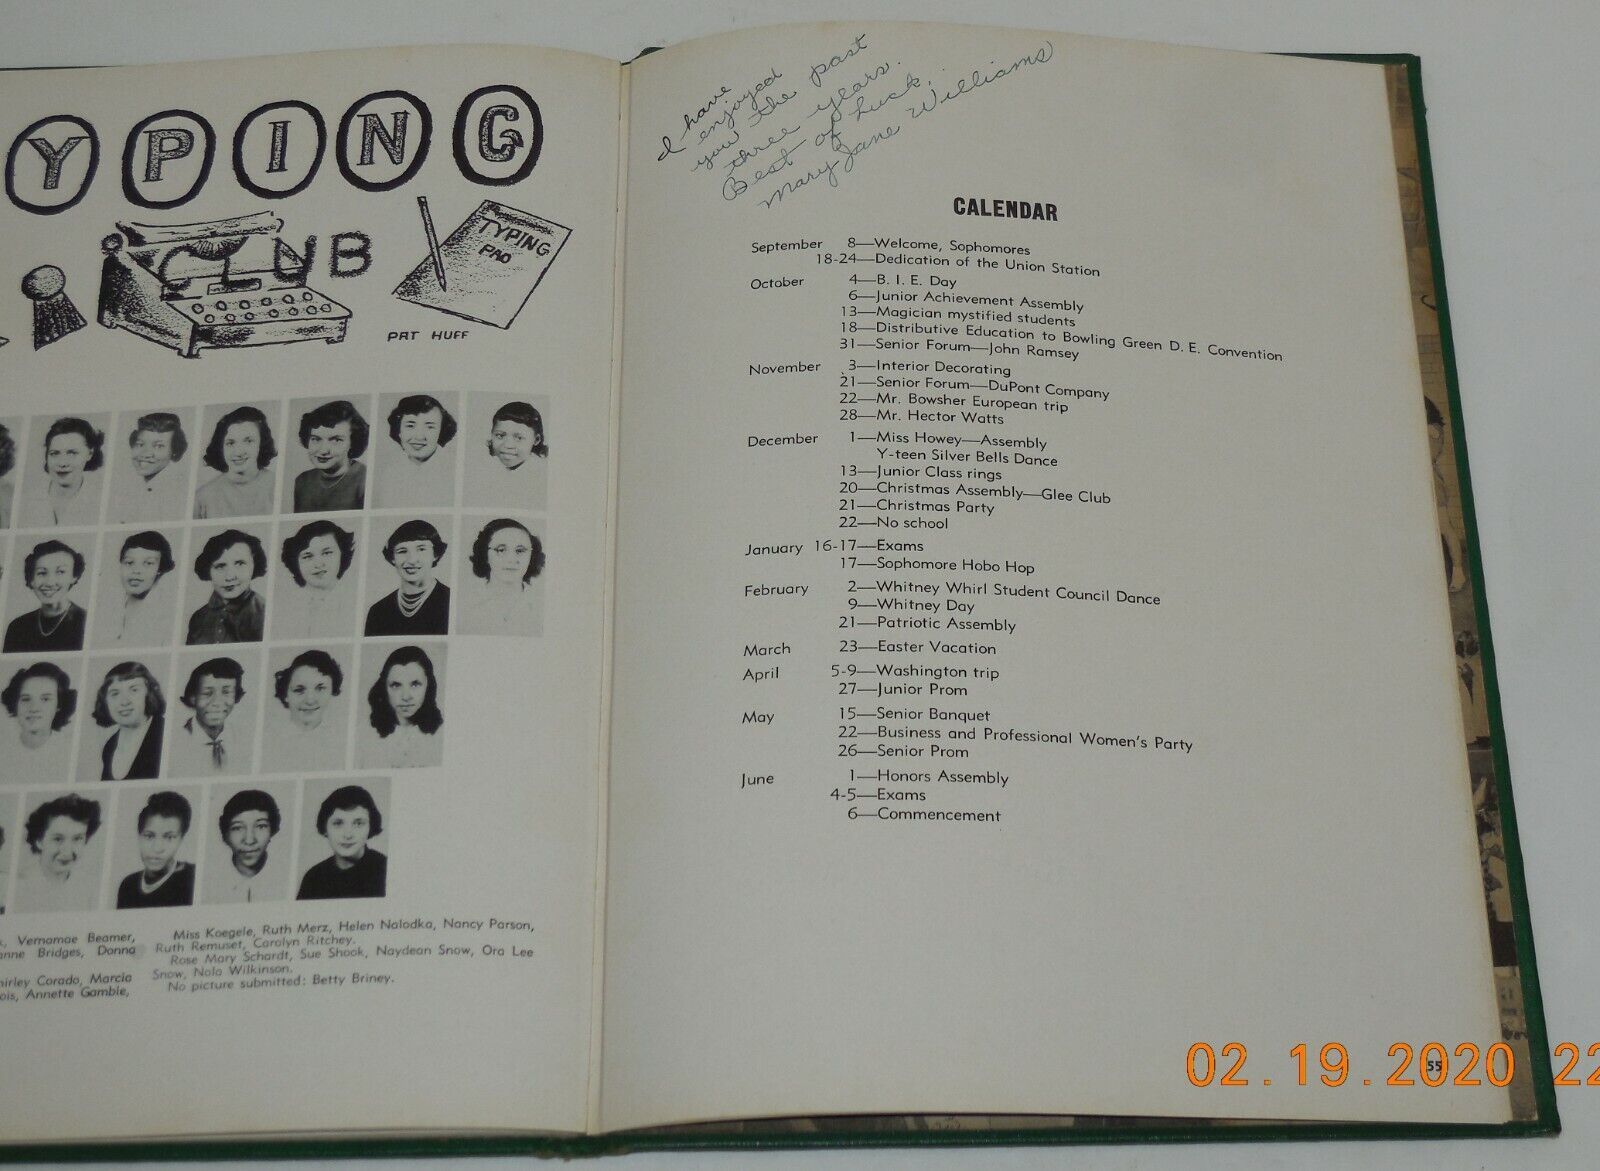 YPING
CLUB
TYPING
PAD
PAT HUFF
Vernamae Beamer,
Bridges, Donna
Corado, Marcia
Annette Gamble,
Miss Koegele, Ruth Merz, Helen Nalodka, Nancy Parson,
Ruth Remuset, Carolyn Ritchey.
Rose Mary Schardt, Sue Shook, Naydean Snow, Ora Lee
Snow, Nola Wilkinson.
No picture submitted: Betty Briney.
I have
enjoyed
you the past
three years.
Best of Luck.
Mary Jane Williams
CALENDAR
September 8—Welcome, Sophomores
18-24—Dedication of the Union Station
October 4—B. I. E. Day
6—Junior Achievement Assembly
13—Magician mystified students
18—Distributive Education to Bowling Green D. E. Convention
31—Senior Forum—John Ramsey
November 3—Interior Decorating
21—Senior Forum—DuPont Company
22—Mr. Bowsher European trip
28—Mr. Hector Watts
December 1—Miss Howey—Assembly
Y-teen Silver Bells Dance
13—Junior Class rings
20—Christmas Assembly—Glee Club
21—Christmas Party
22—No school
January 16-17—Exams
17—Sophomore Hobo Hop
February 2—Whitney Whirl Student Council Dance
9—Whitney Day
21—Patriotic Assembly
March 23—Easter Vacation
April 5-9—Washington trip
27—Junior Prom
May 15—Senior Banquet
22—Business and Professional Women's Party
26—Senior Prom
June 1—Honors Assembly
4-5—Exams
6—Commencement
55
02.19.2020 22